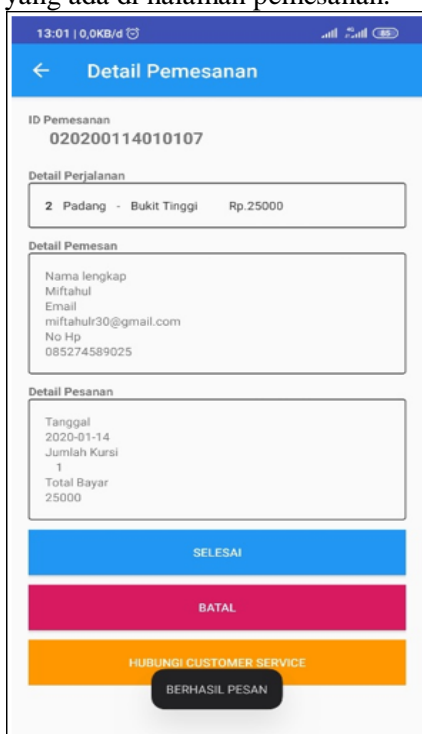 yang ada di halaman pemesanan.
13:01 | 0,0KB/d
85
Detail Pemesanan
ID Pemesanan
020200114010107
Detail Perjalanan
2 Padang - Bukit Tinggi Rp.25000
Detail Pemesan
Nama lengkap
Miftahul
Email
miftahulr30@gmail.com
No Hp
085274589025
Detail Pesanan
Tanggal
2020-01-14
Jumlah Kursi
1
Total Bayar
25000
SELESAI
BATAL
HUBUNGI CUSTOMER SERVICE
BERHASIL PESAN